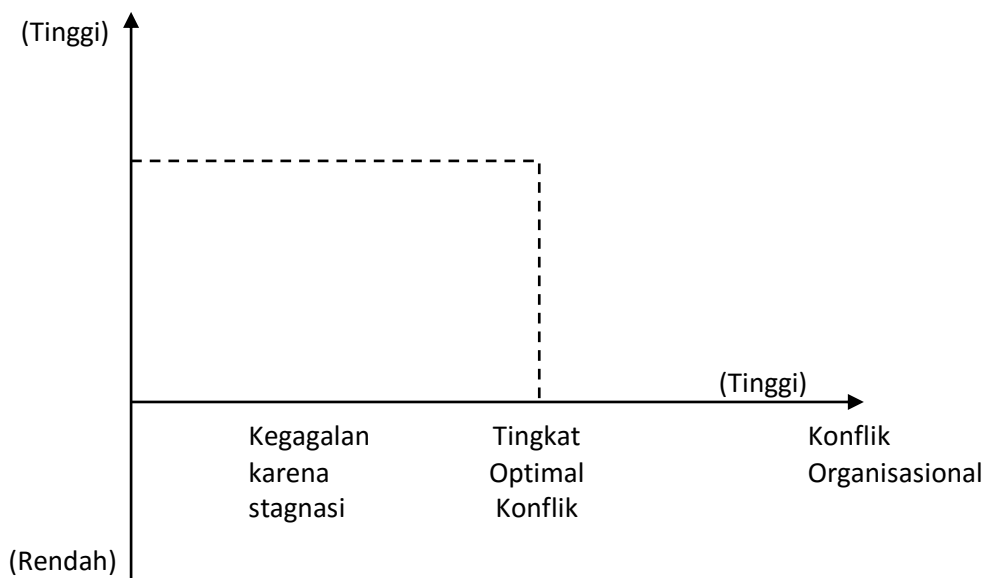 (Tinggi)
(Tinggi)
Kegagalan
karena
stagnasi
Tingkat
Optimal
Konflik
Konflik
Organisasional
(Rendah)